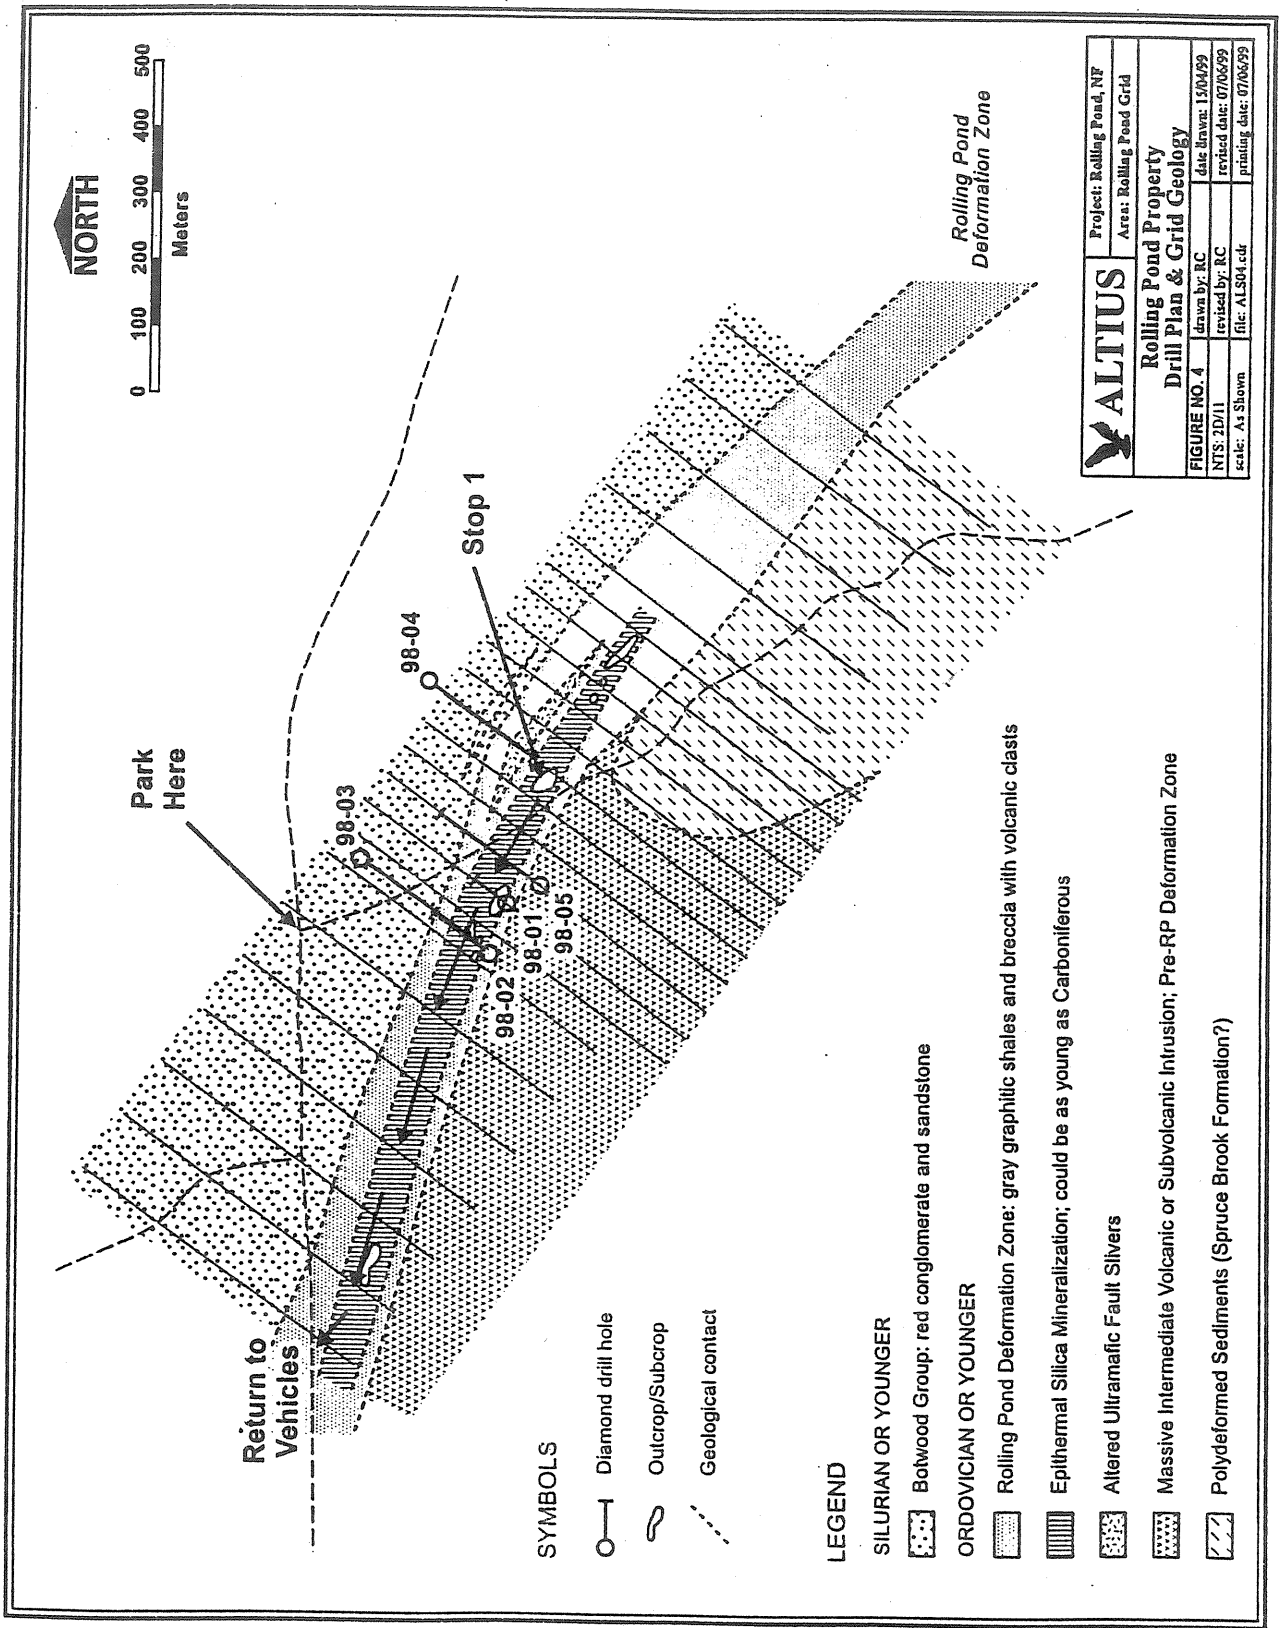 NORTH
0 100 200 300 400 500
Meters
Park
Here
98-03
98-04
Stop 1
98-02
98-01
98-05
Return to
Vehicles
Rolling Pond
Deformation Zone
SYMBOLS
Diamond drill hole
Outcrop/Subcrop
Geological contact
LEGEND
SILURIAN OR YOUNGER
Botwood Group: red conglomerate and sandstone
ORDOVICIAN OR YOUNGER
Rolling Pond Deformation Zone: gray graphitic shales and breccia with volcanic clasts
Epithermal Silica Mineralization; could be as young as Carboniferous
Altered Ultramafic Fault Slivers
Massive Intermediate Volcanic or Subvolcanic Intrusion; Pre-RP Deformation Zone
Polydeformed Sediments (Spruce Brook Formation?)
ALTIUS
Project: Rolling Pond, NF
Area: Rolling Pond Grid
Rolling Pond Property
Drill Plan & Grid Geology
FIGURE NO. 4 drawn by: RC date drawn: 15/04/99
NTS: 2D/11 revised by: RC revised date: 07/06/99
scale: As Shown file: ALS04.cdr printing date: 07/06/99